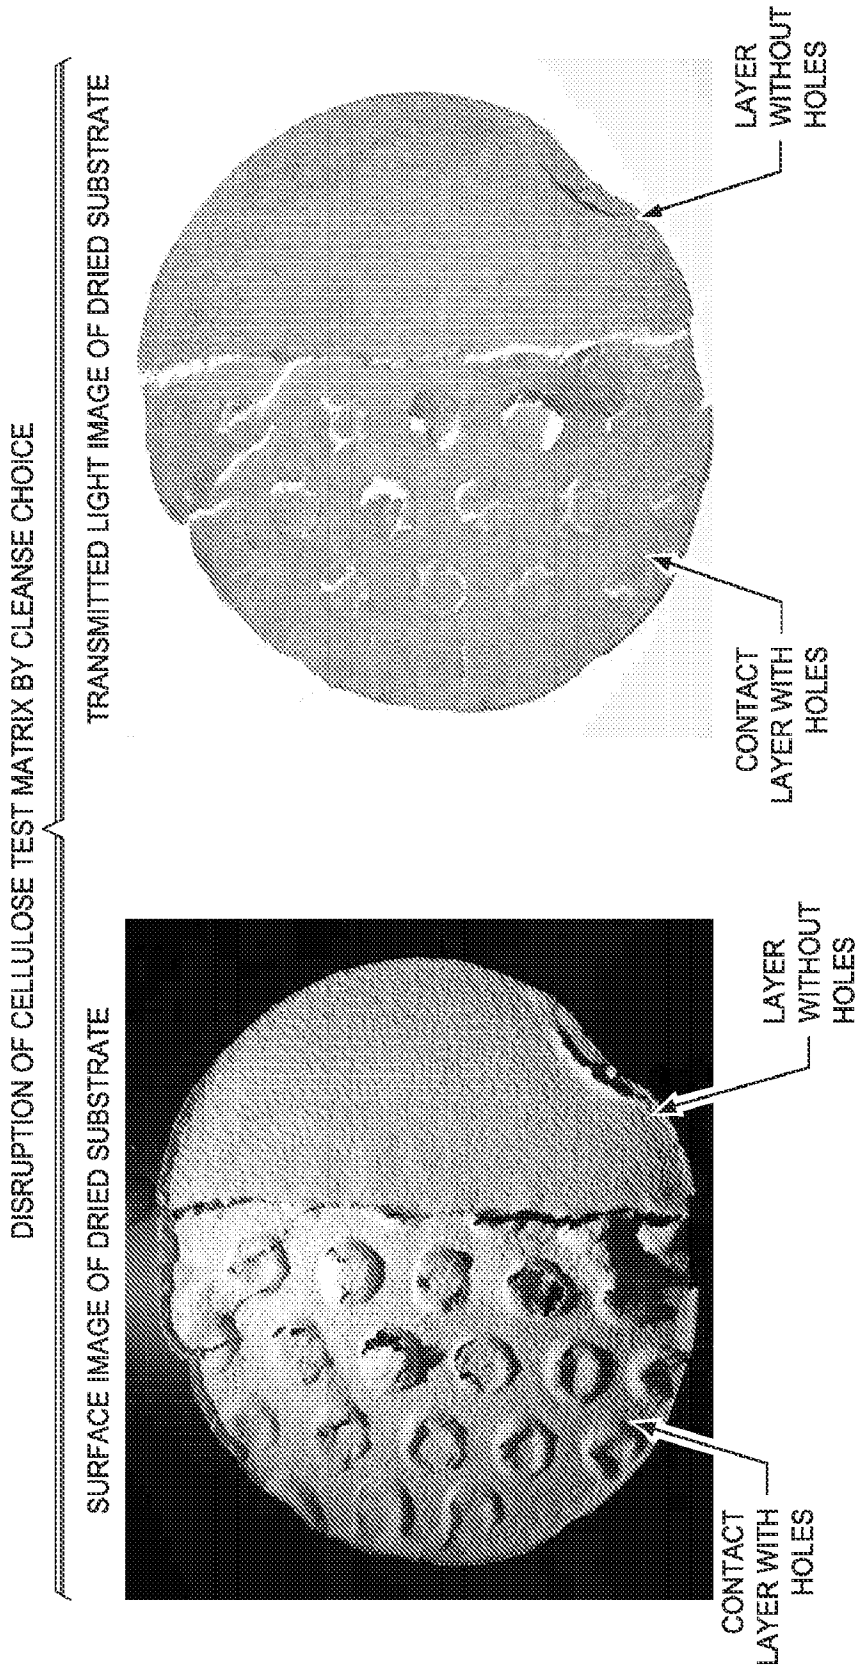 DISRUPTION OF CELLULOSE TEST MATRIX BY CLEANSE CHOICE
SURFACE IMAGE OF DRIED SUBSTRATE
TRANSMITTED LIGHT IMAGE OF DRIED SUBSTRATE
CONTACT
LAYER WITH
HOLES
LAYER
WITHOUT
HOLES
CONTACT
LAYER WITH
HOLES
LAYER
WITHOUT
HOLES